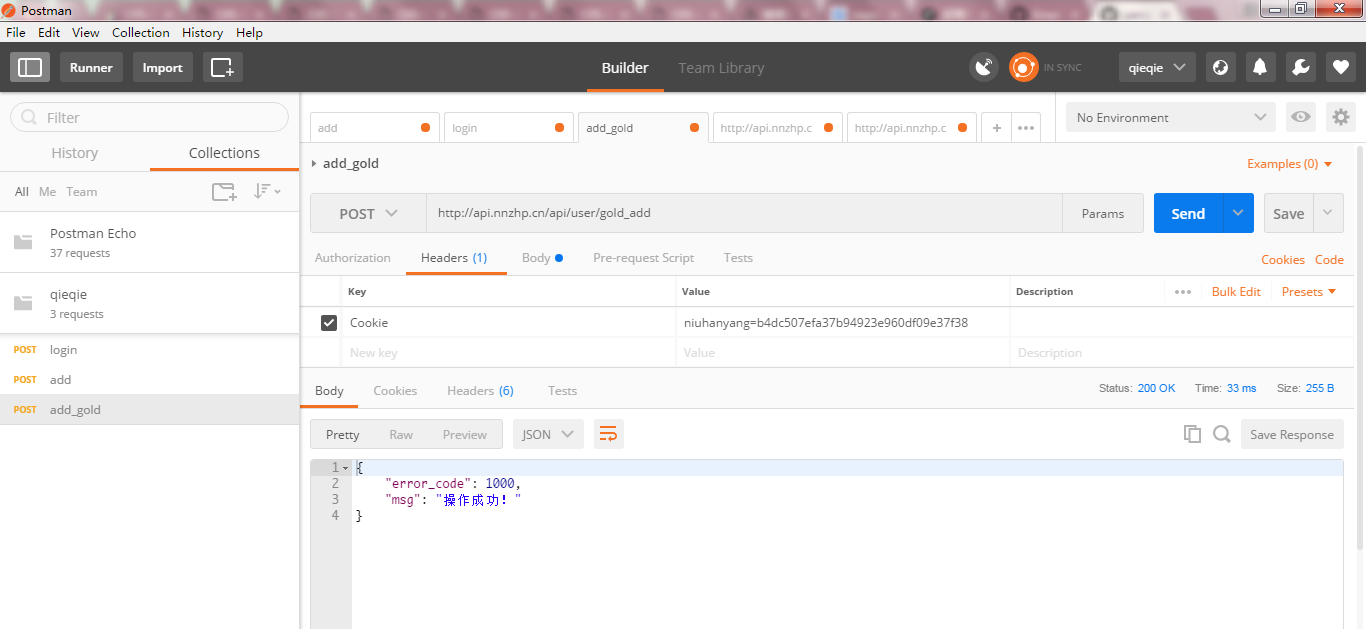 Postman
File Edit View Collection History Help
Runner Import Builder Team Library IN SYNC qieqie
Filter
History Collections
All Me Team
Postman Echo
37 requests
qieqie
3 requests
POST login
POST add
POST add_gold
add login add_gold http://api.nnzhp.c http://api.nnzhp.c + ••• No Environment
add_gold Examples (0)
POST http://api.nnzhp.cn/api/user/gold_add Params Send Save
Authorization Headers (1) Body Pre-request Script Tests Cookies Code
Key Value Description ••• Bulk Edit Presets
Cookie niuhanyang=b4dc507efa37b94923e960df09e37f38
New key Value Description
Body Cookies Headers (6) Tests Status: 200 OK Time: 33 ms Size: 255 B
Pretty Raw Preview JSON Save Response
1 {
2 "error_code": 1000,
3 "msg": "操作成功！"
4 }